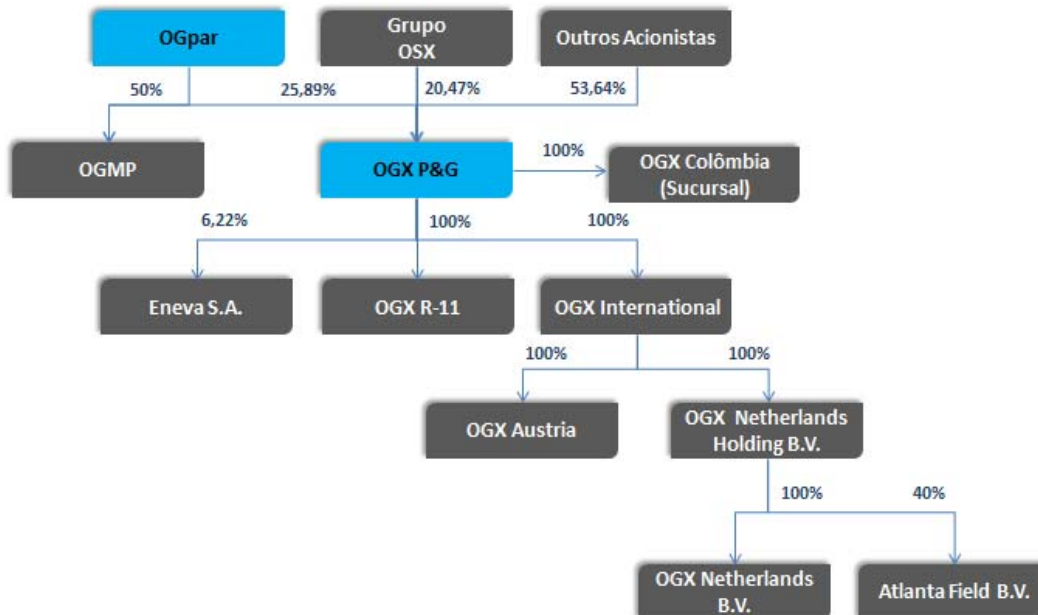 OGpar
Grupo
OSX
Outros Acionistas
50%
25,89%
20,47%
53,64%
OGMP
OGX P&G
100%
OGX Colômbia
(Sucursal)
6,22%
100%
100%
Eneva S.A.
OGX R-11
OGX International
100%
100%
OGX Austria
OGX Netherlands
Holding B.V.
100%
40%
OGX Netherlands
B.V.
Atlanta Field B.V.